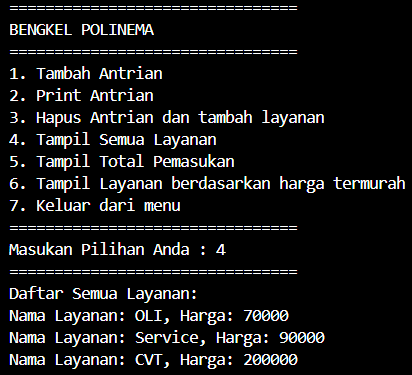 ================================
BENGKEL POLINEMA
================================
1. Tambah Antrian
2. Print Antrian
3. Hapus Antrian dan tambah layanan
4. Tampil Semua Layanan
5. Tampil Total Pemasukan
6. Tampil Layanan berdasarkan harga termurah
7. Keluar dari menu
================================
Masukan Pilihan Anda : 4
================================
Daftar Semua Layanan:
Nama Layanan: OLI, Harga: 70000
Nama Layanan: Service, Harga: 90000
Nama Layanan: CVT, Harga: 200000